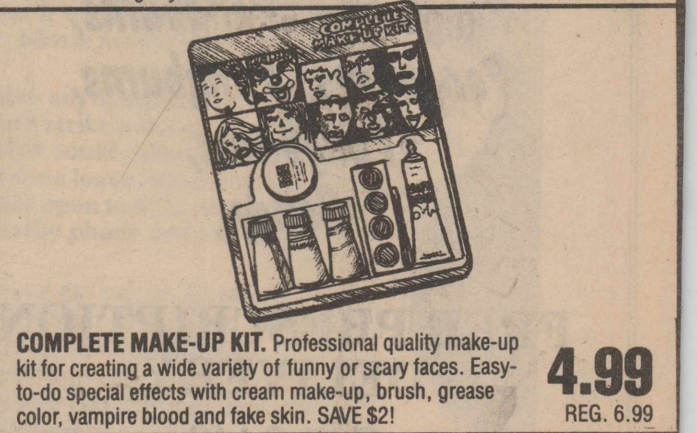 COMPLETE
MAKE-UP KIT
COMPLETE MAKE-UP KIT. Professional quality make-up
kit for creating a wide variety of funny or scary faces. Easy-
to-do special effects with cream make-up, brush, grease
color, vampire blood and fake skin. SAVE $2!
4.99
REG. 6.99